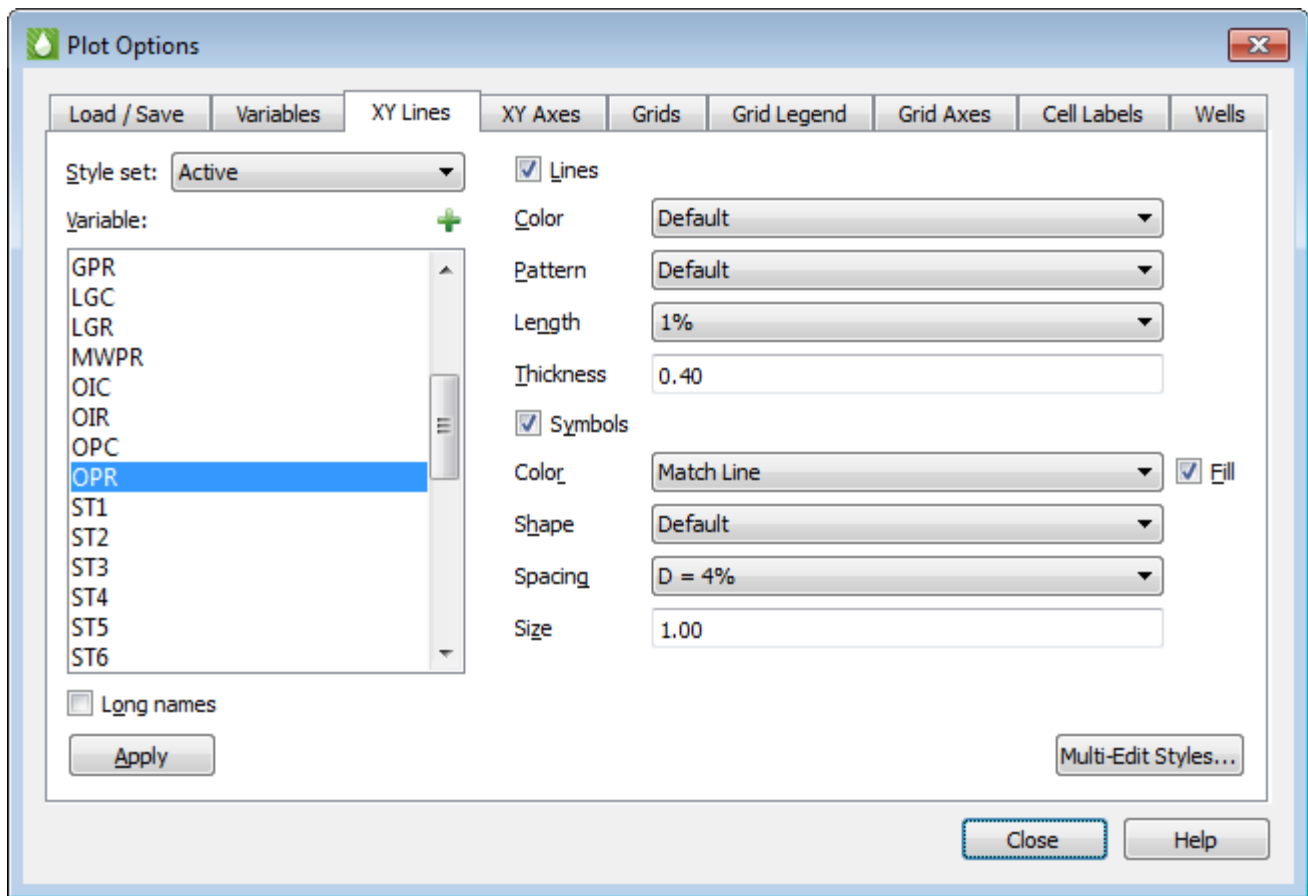 Plot Options
Load / Save
Variables
XY Lines
XY Axes
Grids
Grid Legend
Grid Axes
Cell Labels
Wells
Style set:
Active
Variable:
GPR
LGC
LGR
MWPR
OIC
OIR
OPC
OPR
ST1
ST2
ST3
ST4
ST5
ST6
Long names
Apply
Lines
Color
Default
Pattern
Default
Length
1%
Thickness
0.40
Symbols
Color
Match Line
Fill
Shape
Default
Spacing
D = 4%
Size
1.00
Multi-Edit Styles...
Close
Help